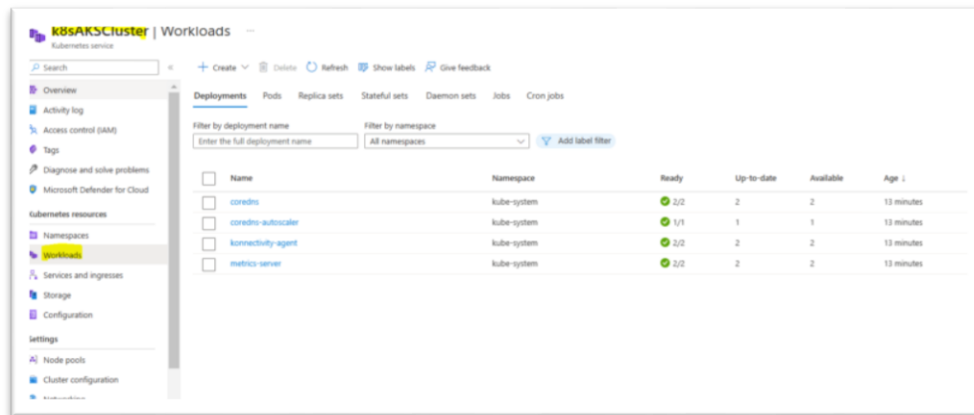 k8sAKSCluster | Workloads ...
Kubernetes service
Search
«
Create Delete Refresh Show labels Give feedback
Overview
Activity log
Access control (IAM)
Tags
Diagnose and solve problems
Microsoft Defender for Cloud
Kubernetes resources
Namespaces
Workloads
Services and ingresses
Storage
Configuration
Settings
Node pools
Cluster configuration
Networking
Deployments Pods Replica sets Stateful sets Daemon sets Jobs Cron jobs
Filter by deployment name Filter by namespace
Enter the full deployment name All namespaces Add label filter
Name Namespace Ready Up-to-date Available Age ↓
coredns kube-system 2/2 2 2 13 minutes
coredns-autoscaler kube-system 1/1 1 1 13 minutes
konnectivity-agent kube-system 2/2 2 2 13 minutes
metrics-server kube-system 2/2 2 2 13 minutes